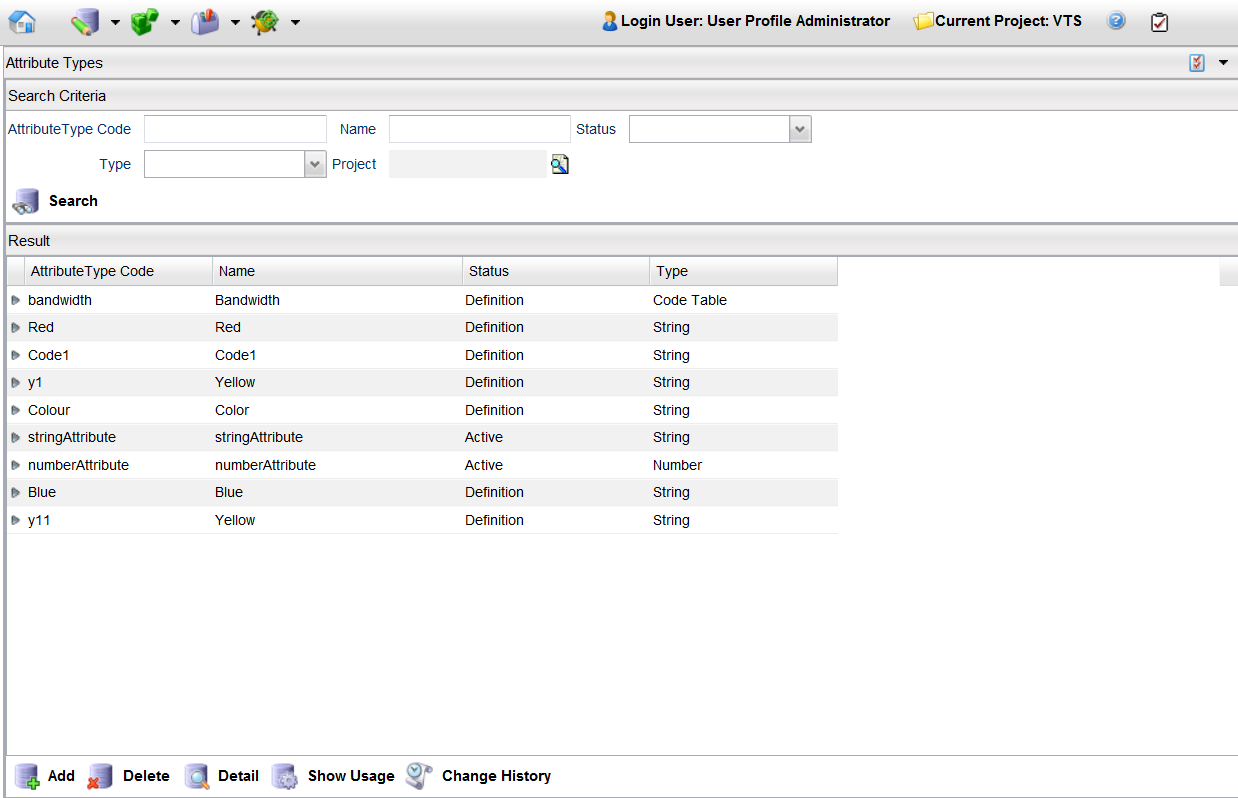 Login User: User Profile Administrator Current Project: VTS
Attribute Types
Search Criteria
AttributeType Code Name Status
Type Project
Search
Result
AttributeType Code Name Status Type
bandwidth Bandwidth Definition Code Table
Red Red Definition String
Code1 Code1 Definition String
y1 Yellow Definition String
Colour Color Definition String
stringAttribute stringAttribute Active String
numberAttribute numberAttribute Active Number
Blue Blue Definition String
y11 Yellow Definition String
Add Delete Detail Show Usage Change History